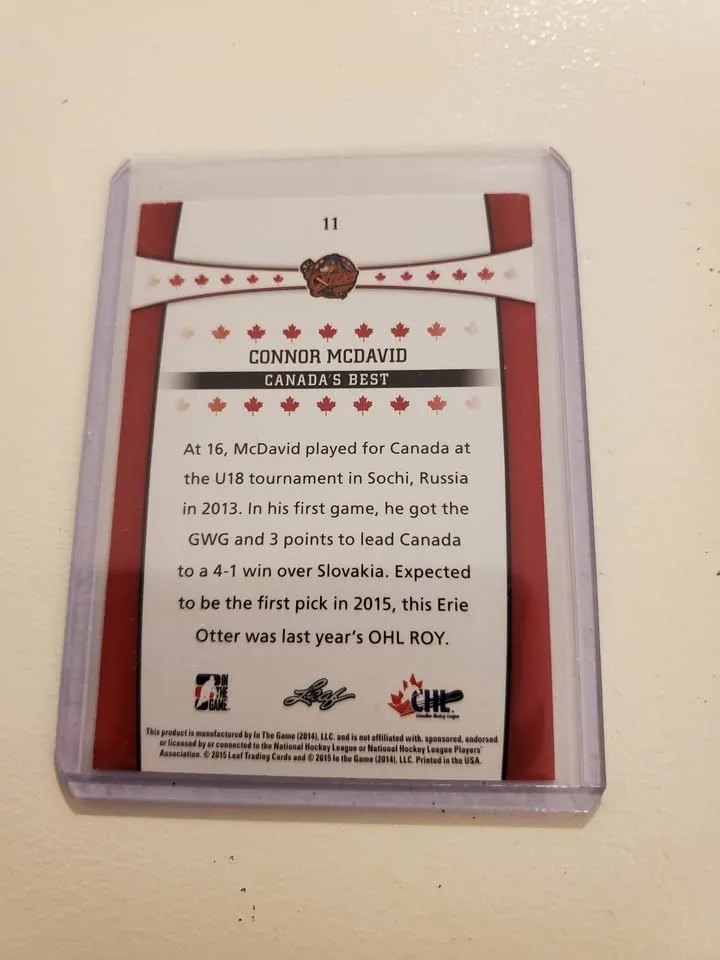 11
CONNOR MCDAVID
CANADA'S BEST
At 16, McDavid played for Canada at
the U18 tournament in Sochi, Russia
in 2013. In his first game, he got the
GWG and 3 points to lead Canada
to a 4-1 win over Slovakia. Expected
to be the first pick in 2015, this Erie
Otter was last year's OHL ROY.
IN THE GAME
Leaf
CHL
Canadian Hockey League
This product is manufactured by In The Game (2014), LLC. and is not affiliated with, sponsored, endorsed
or licensed by or connected to the National Hockey League or National Hockey League Players'
Association. © 2015 Leaf Trading Cards and © 2015 In the Game (2014), LLC. Printed in the USA.